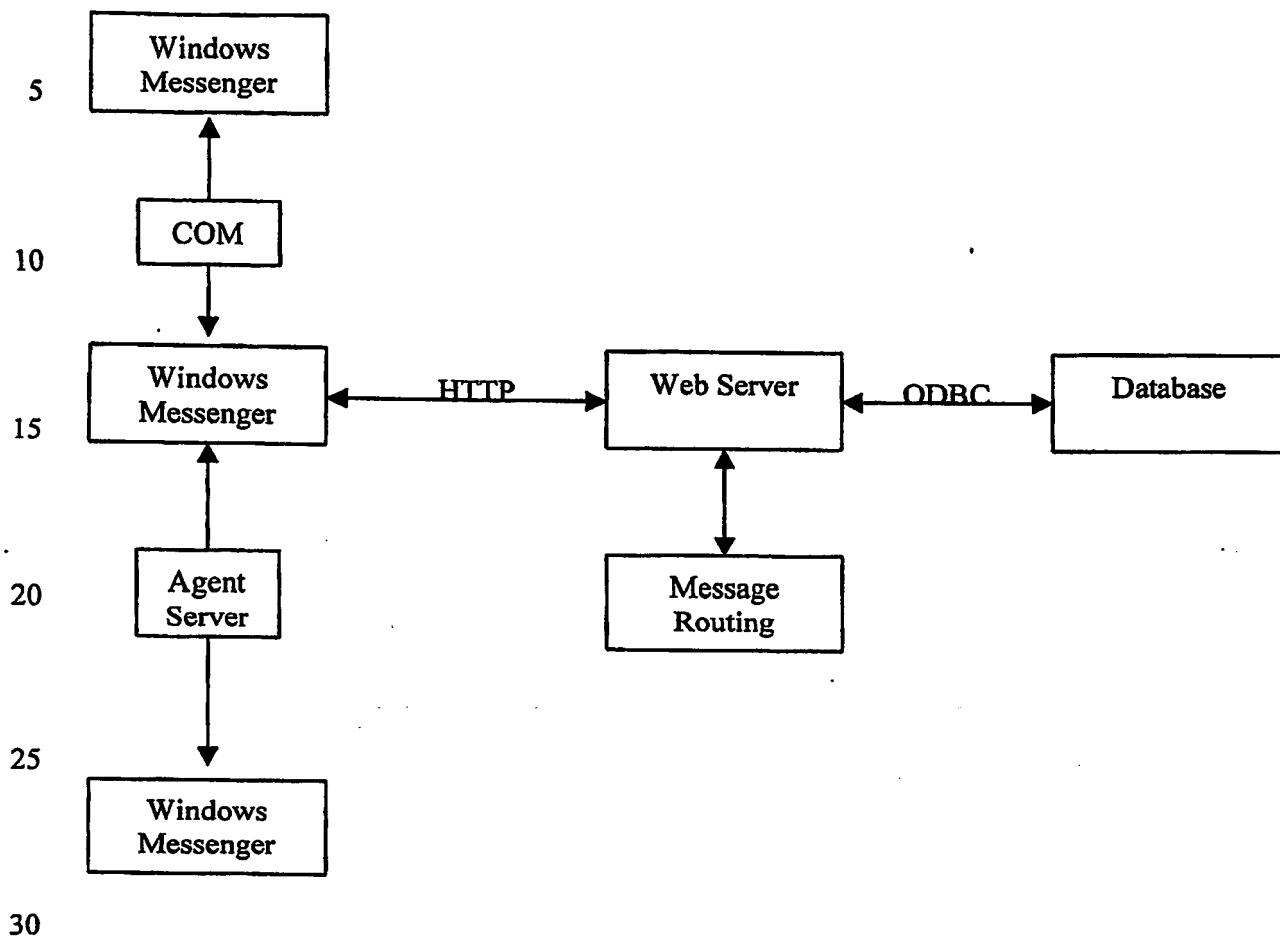 Windows
Messenger
5
COM
10
Windows
Messenger
HTTP
Web Server
ODBC
Database
15
Agent
Server
20
Message
Routing
25
Windows
Messenger
30